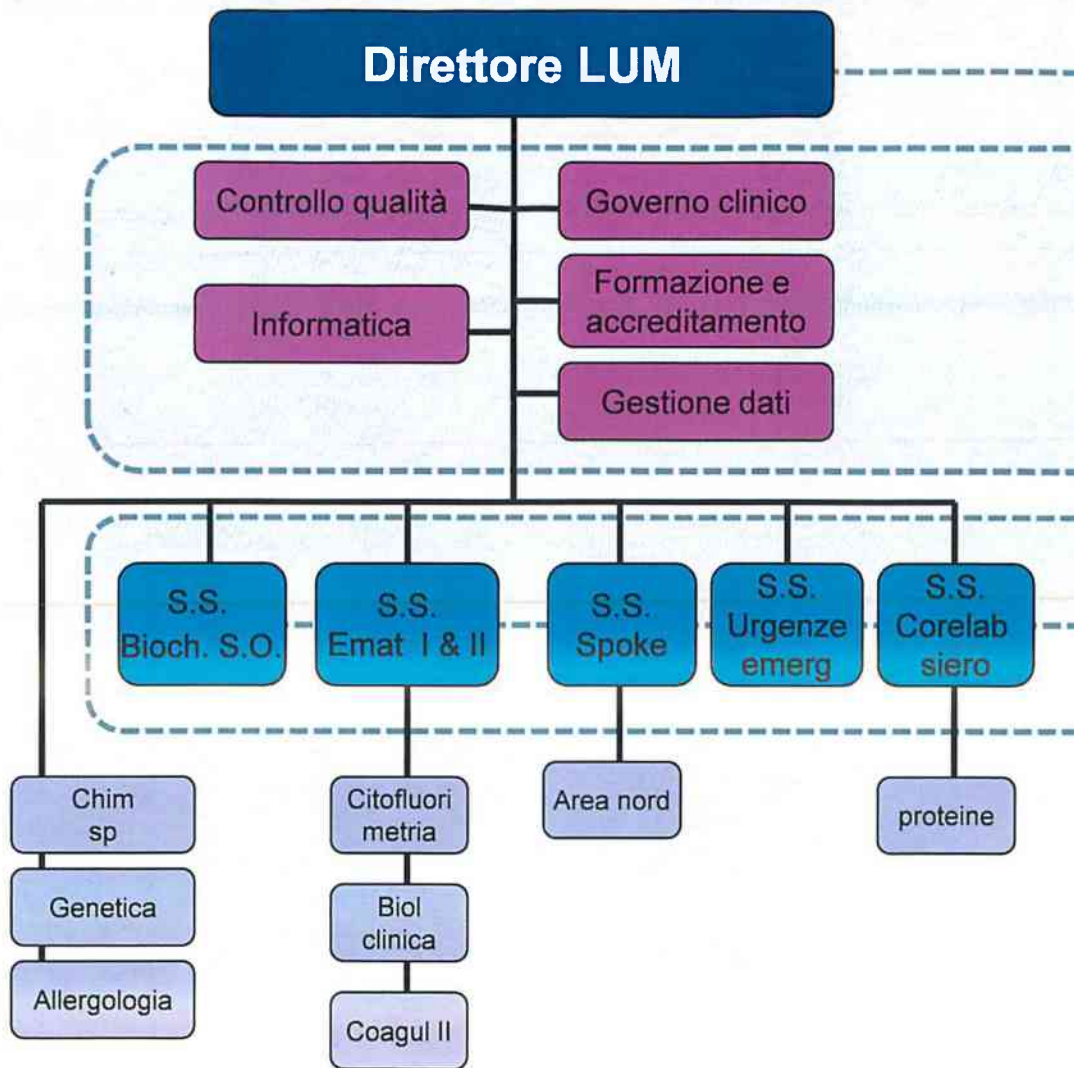 Direttore LUM
Controllo qualità
Governo clinico
Informatica
Formazione e
accreditamento
Gestione dati
S.S.
Bioch. S.O.
S.S.
Emat I & II
S.S.
Spoke
S.S.
Urgenze
emerg
S.S.
Corelab
siero
Chim
sp
Genetica
Allergologia
Citofluori
metria
Biol
clinica
Coagul II
Area nord
proteine